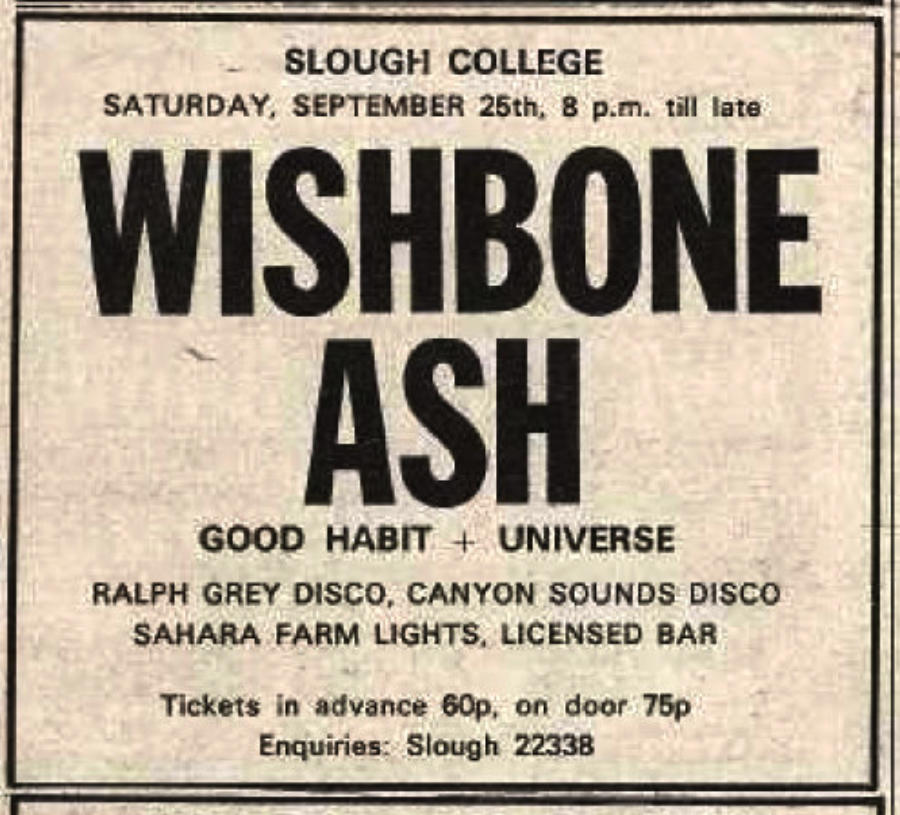 SLOUGH COLLEGE
SATURDAY, SEPTEMBER 25th, 8 p.m. till late
WISHBONE
ASH
GOOD HABIT + UNIVERSE
RALPH GREY DISCO, CANYON SOUNDS DISCO
SAHARA FARM LIGHTS, LICENSED BAR
Tickets in advance 60p, on door 75p
Enquiries: Slough 22338